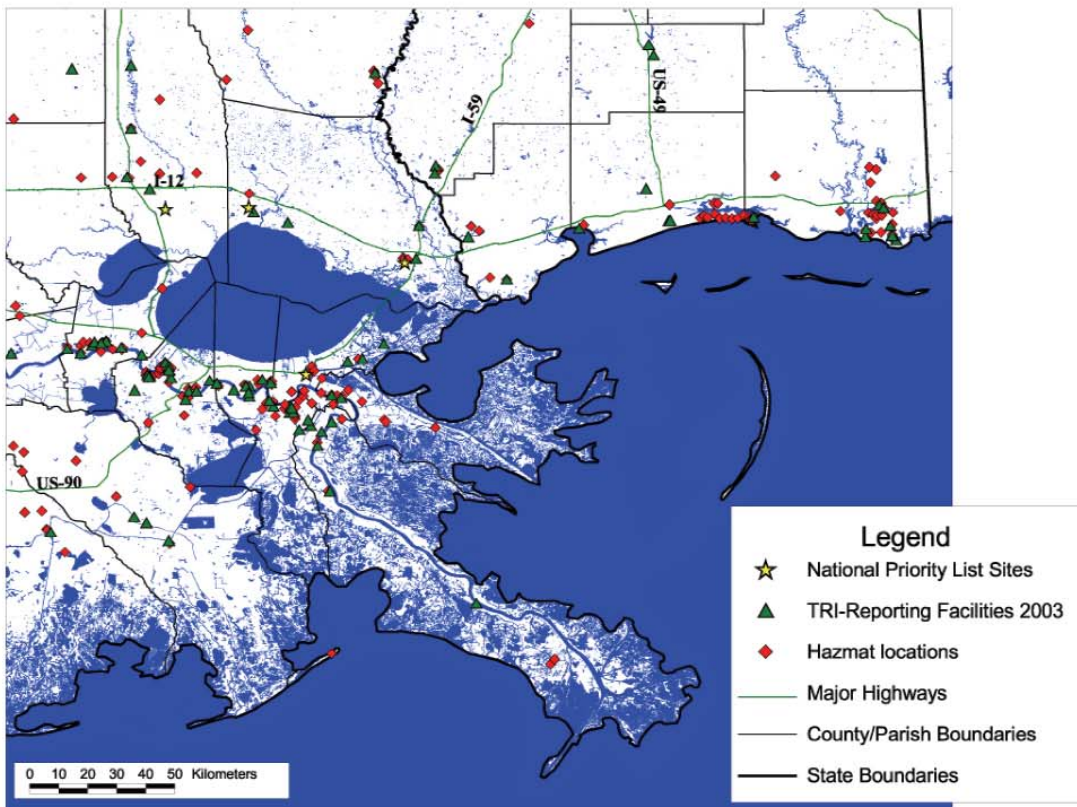 I-59
US-49
I-12
US-90
Legend
National Priority List Sites
TRI-Reporting Facilities 2003
Hazmat locations
Major Highways
County/Parish Boundaries
State Boundaries
0 10 20 30 40 50 Kilometers